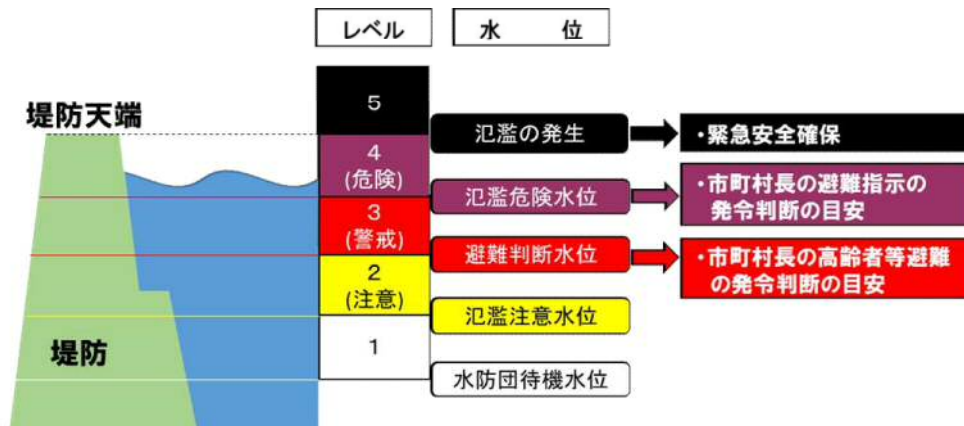 レベル
水 位
堤防天端
5
氾濫の発生
・緊急安全確保
4
(危険)
氾濫危険水位
・市町村長の避難指示の
発令判断の目安
3
(警戒)
避難判断水位
・市町村長の高齢者等避難
の発令判断の目安
2
(注意)
氾濫注意水位
堤防
1
水防団待機水位